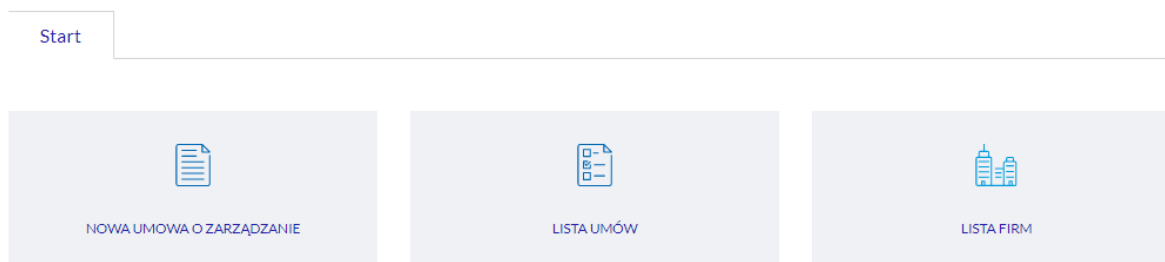 Start
NOWA UMOWA O ZARZĄDZANIE
LISTA UMÓW
LISTA FIRM